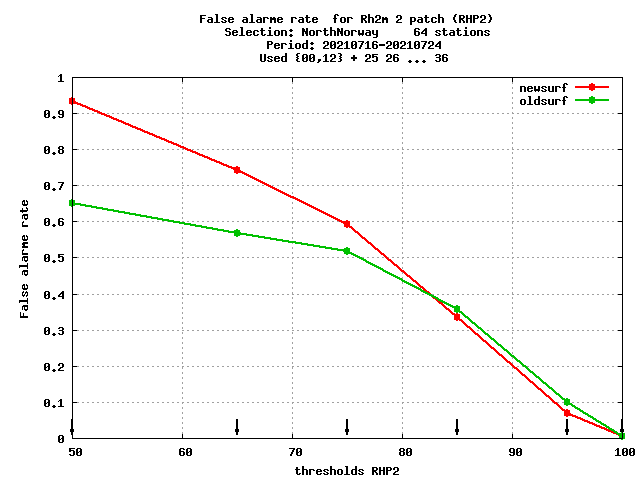 False alarme rate  for Rh2m 2 patch (RHP2)
Selection: NorthNorway     64 stations
Period: 20210716-20210724
Used {00,12} + 25 26 ... 36
newsurf
oldsurf
1
0.9
0.8
0.7
0.6
0.5
0.4
0.3
0.2
0.1
0
False alarme rate
50 60 70 80 90 100
thresholds RHP2